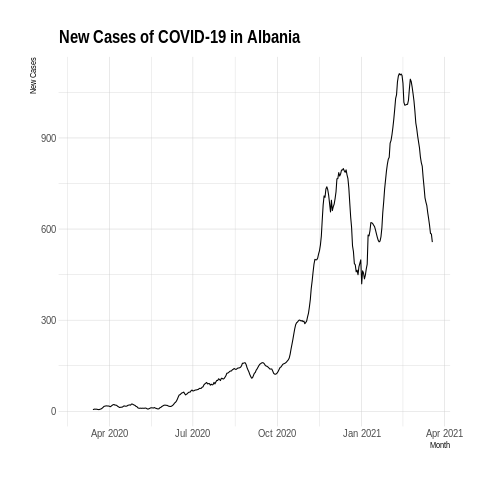 New Cases of COVID-19 in Albania
New Cases
900
600
300
0
Apr 2020 Jul 2020 Oct 2020 Jan 2021 Apr 2021
Month